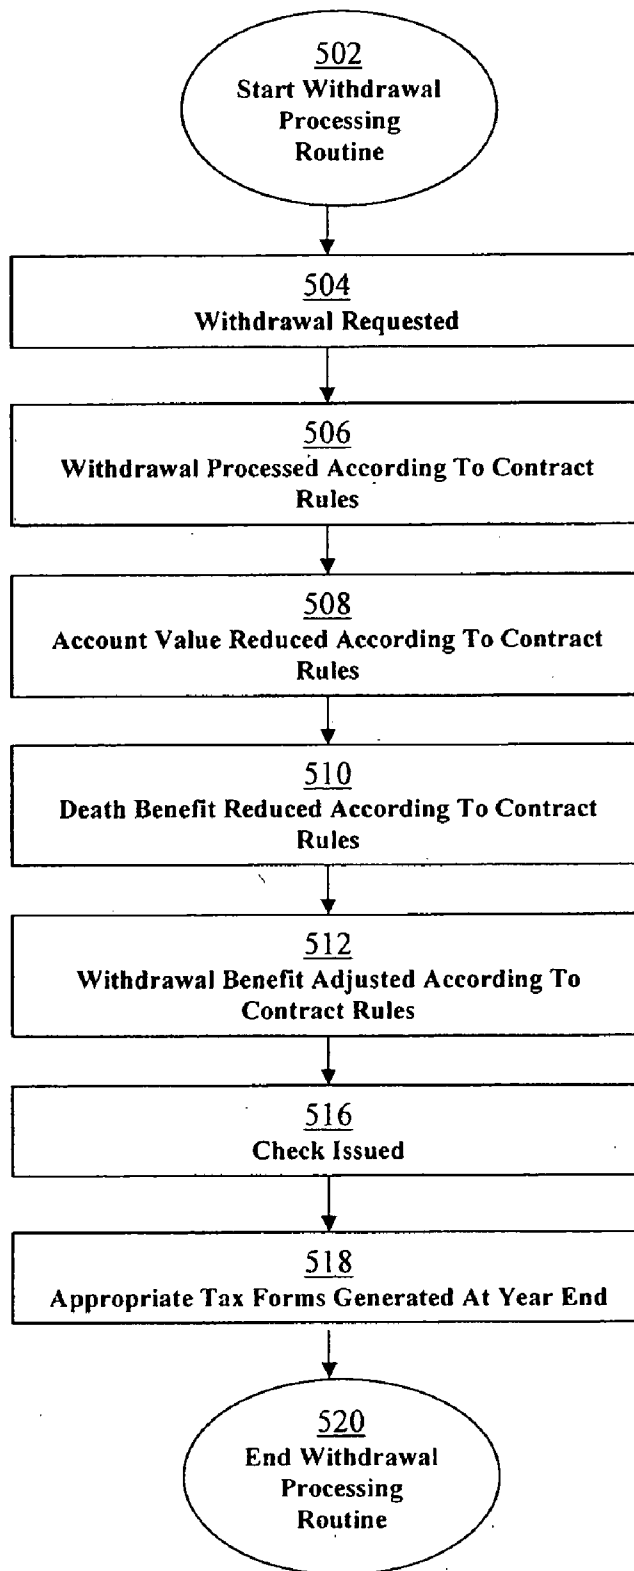 502
Start Withdrawal
Processing
Routine
504
Withdrawal Requested
506
Withdrawal Processed According To Contract
Rules
508
Account Value Reduced According To Contract
Rules
510
Death Benefit Reduced According To Contract
Rules
512
Withdrawal Benefit Adjusted According To
Contract Rules
516
Check Issued
518
Appropriate Tax Forms Generated At Year End
520
End Withdrawal
Processing
Routine